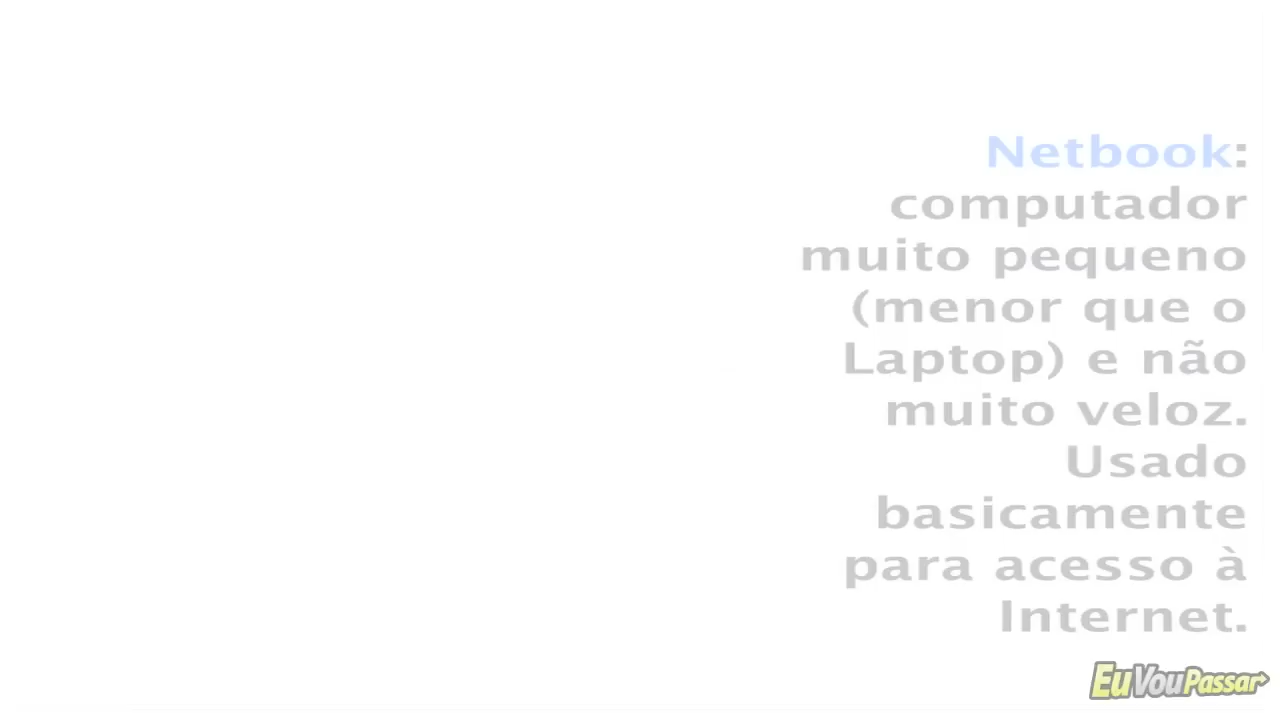 Netbook:
computador
muito pequeno
(menor que o
Laptop) e não
muito veloz.
Usado
basicamente
para acesso à
Internet.
EuVouPassar